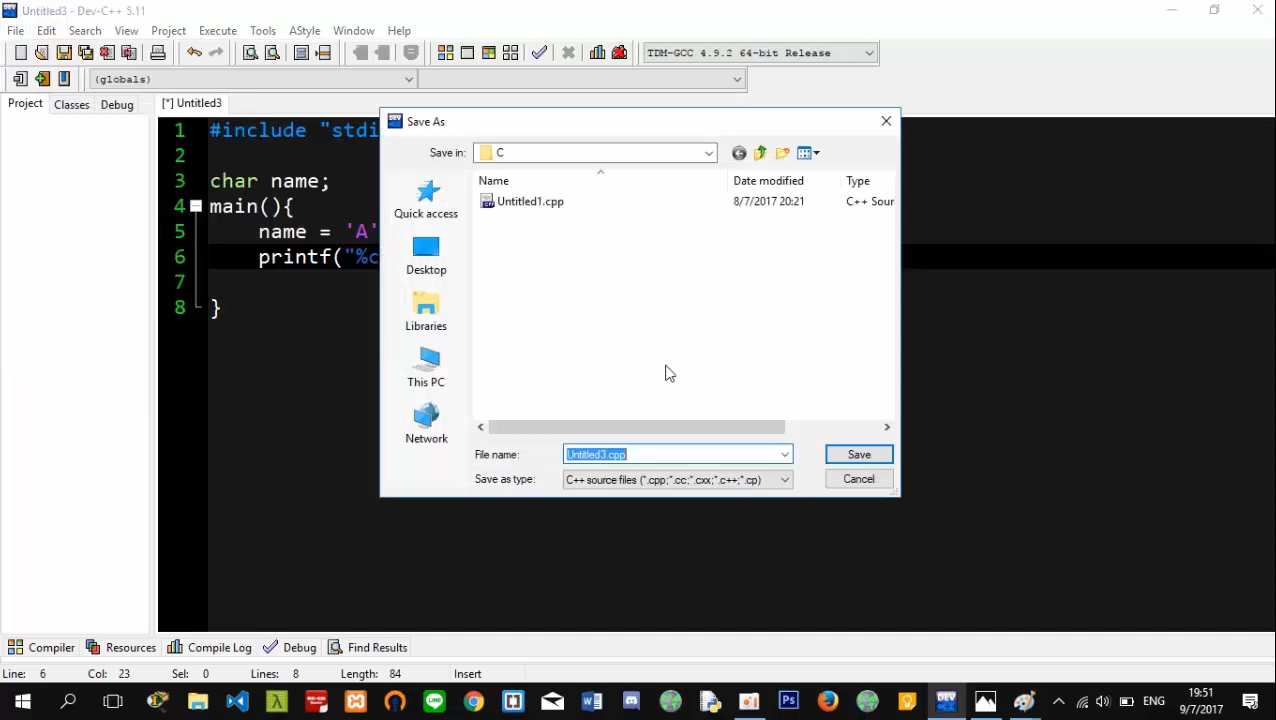 Untitled3 - Dev-C++ 5.11
File Edit Search View Project Execute Tools AStyle Window Help
TDM-GCC 4.9.2 64-bit Release
(globals)
Project Classes Debug [*] Untitled3
1 #include "stdi
2
3 char name;
4 main(){
5 name = 'A'
6 printf("%c
7
8 }
Save As
Save in: C
Name Date modified Type
Untitled1.cpp 8/7/2017 20:21 C++ Sour
Quick access
Desktop
Libraries
This PC
Network
File name: Untitled3.cpp Save
Save as type: C++ source files (*.cpp;*.cc;*.cxx;*.c++;*.cp) Cancel
Compiler Resources Compile Log Debug Find Results
Line: 6 Col: 23 Sel: 0 Lines: 8 Length: 84 Insert
ENG 19:51
9/7/2017